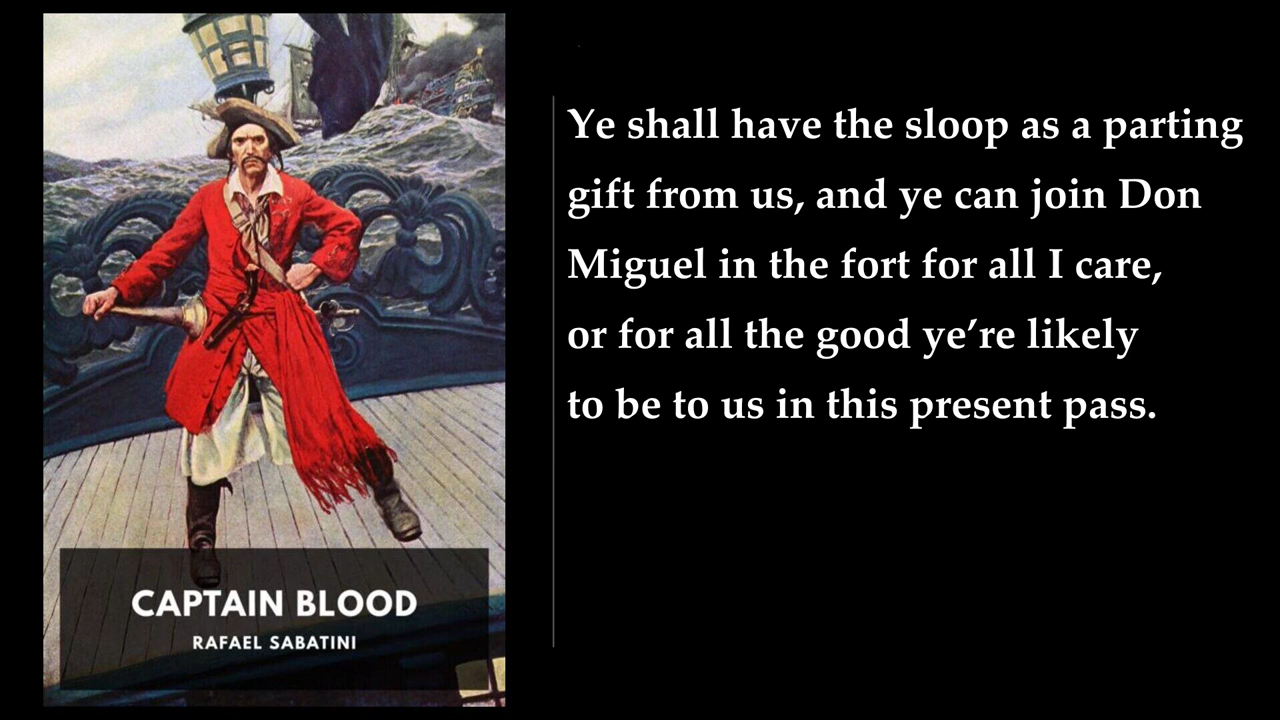 CAPTAIN BLOOD
RAFAEL SABATINI
Ye shall have the sloop as a parting
gift from us, and ye can join Don
Miguel in the fort for all I care,
or for all the good ye’re likely
to be to us in this present pass.